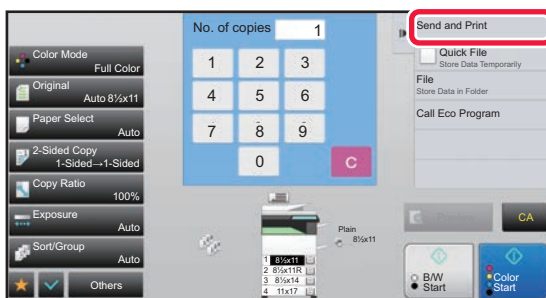 No. of copies
1
Send and Print
Color Mode
Full Color
Quick File
Store Data Temporarily
1 2 3
Original
Auto 8½x11
File
Store Data in Folder
4 5 6
Paper Select
Auto
Call Eco Program
7 8 9
2-Sided Copy
1-Sided→1-Sided
0
C
Copy Ratio
100%
Exposure
Auto
CA
Plain
8½x11
Sort/Group
Auto
1 8½x11
2 8½x11R
3 8½x14
4 11x17
Others
B/W
Start
Color
Start